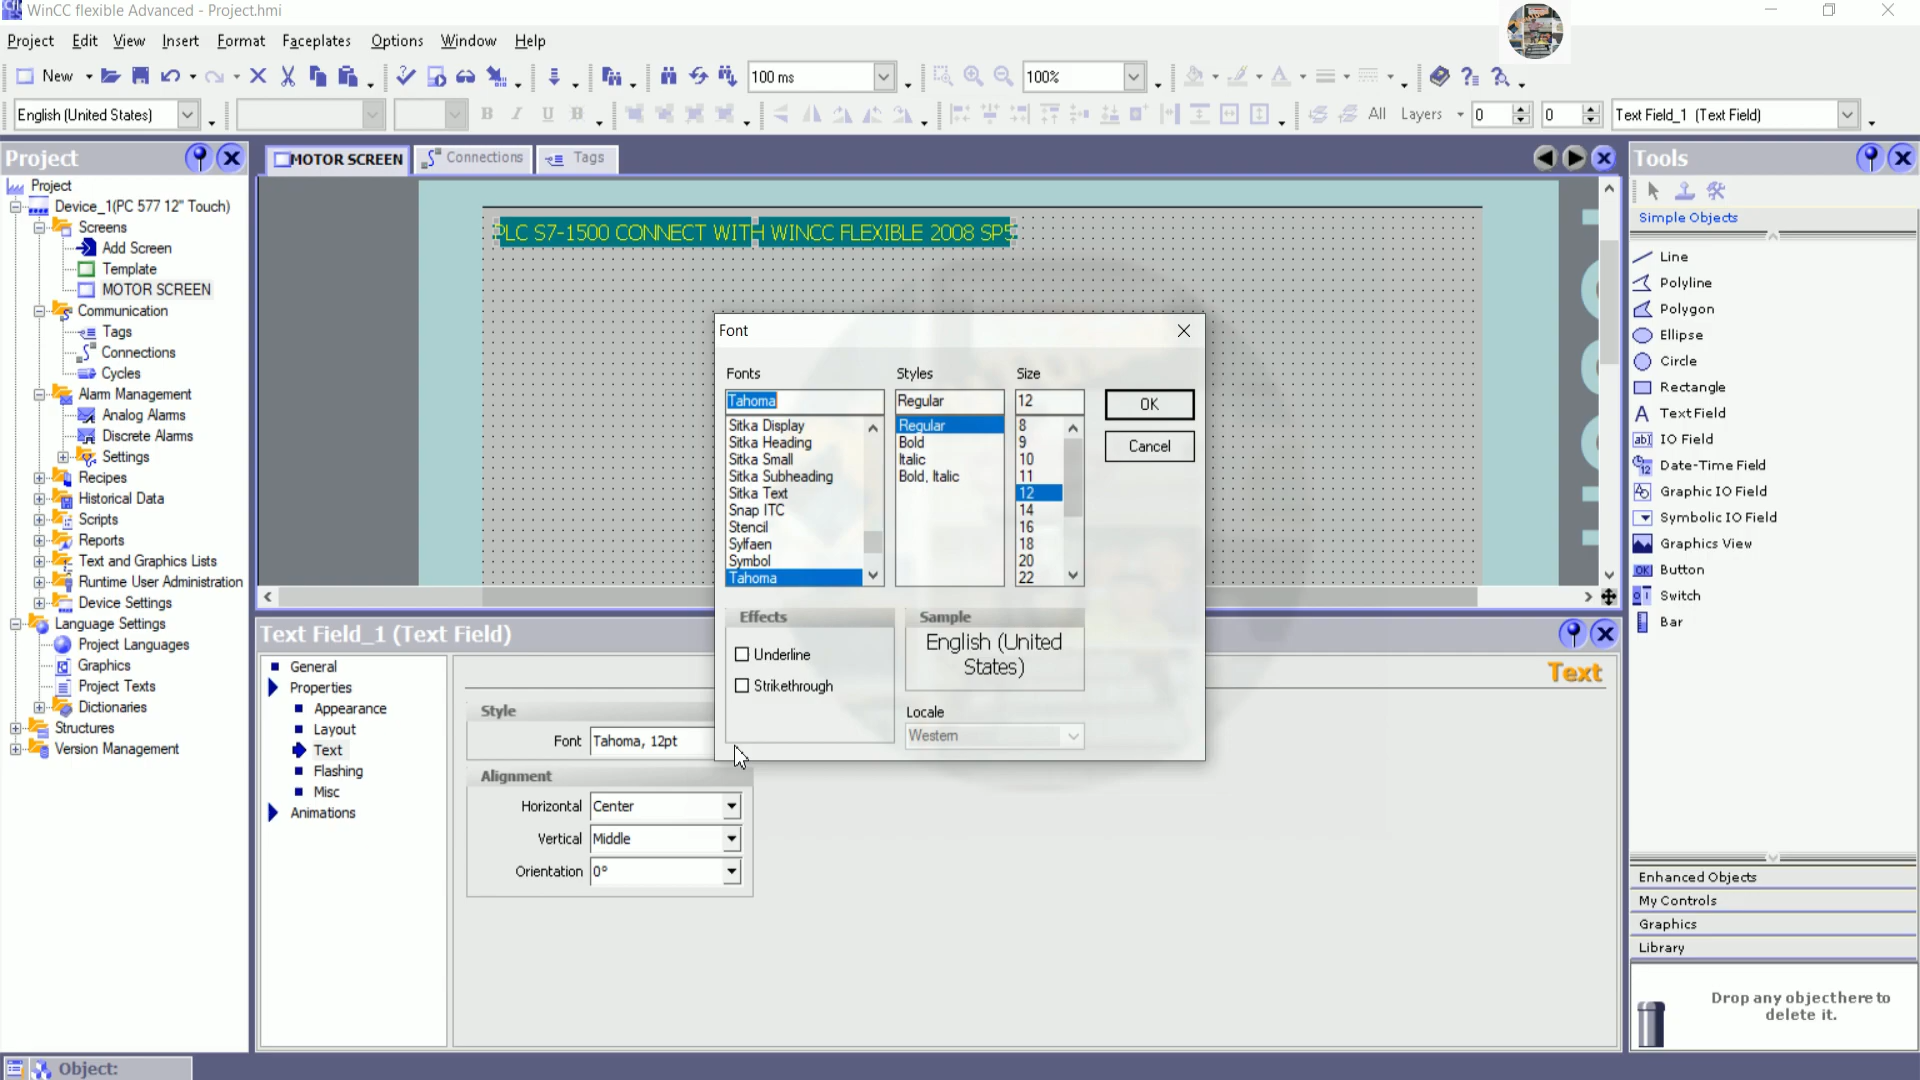 WinCC flexible Advanced - Project.hmi
Project Edit View Insert Format Faceplates Options Window Help
New 100 ms 100%
English (United States) B I U B All Layers 0 0 Text Field_1 (Text Field)
Project
MOTOR SCREEN Connections Tags
Tools
Project
Device_1(PC 577 12" Touch)
Screens
Add Screen
Template
MOTOR SCREEN
Communication
Tags
Connections
Cycles
Alarm Management
Analog Alarms
Discrete Alarms
Settings
Recipes
Historical Data
Scripts
Reports
Text and Graphics Lists
Runtime User Administration
Device Settings
Language Settings
Project Languages
Graphics
Project Texts
Dictionaries
Structures
Version Management
PLC S7-1500 CONNECT WITH WINCC FLEXIBLE 2008 SP5
Font
Fonts Styles Size
Tahoma Regular 12
Sitka Display
Sitka Heading
Sitka Small
Sitka Subheading
Sitka Text
Snap ITC
Stencil
Sylfaen
Symbol
Tahoma
Regular
Bold
Italic
Bold, Italic
8
9
10
11
12
14
16
18
20
22
OK
Cancel
Effects
Underline
Strikethrough
Sample
English (United
States)
Locale
Western
Text Field_1 (Text Field)
General
Properties
Appearance
Layout
Text
Flashing
Misc
Animations
Text
Style
Font Tahoma, 12pt
Alignment
Horizontal Center
Vertical Middle
Orientation 0°
Simple Objects
Line
Polyline
Polygon
Ellipse
Circle
Rectangle
TextField
IO Field
Date-Time Field
Graphic IO Field
Symbolic IO Field
Graphics View
Button
Switch
Bar
Enhanced Objects
My Controls
Graphics
Library
Drop any objecthere to
delete it.
Object: